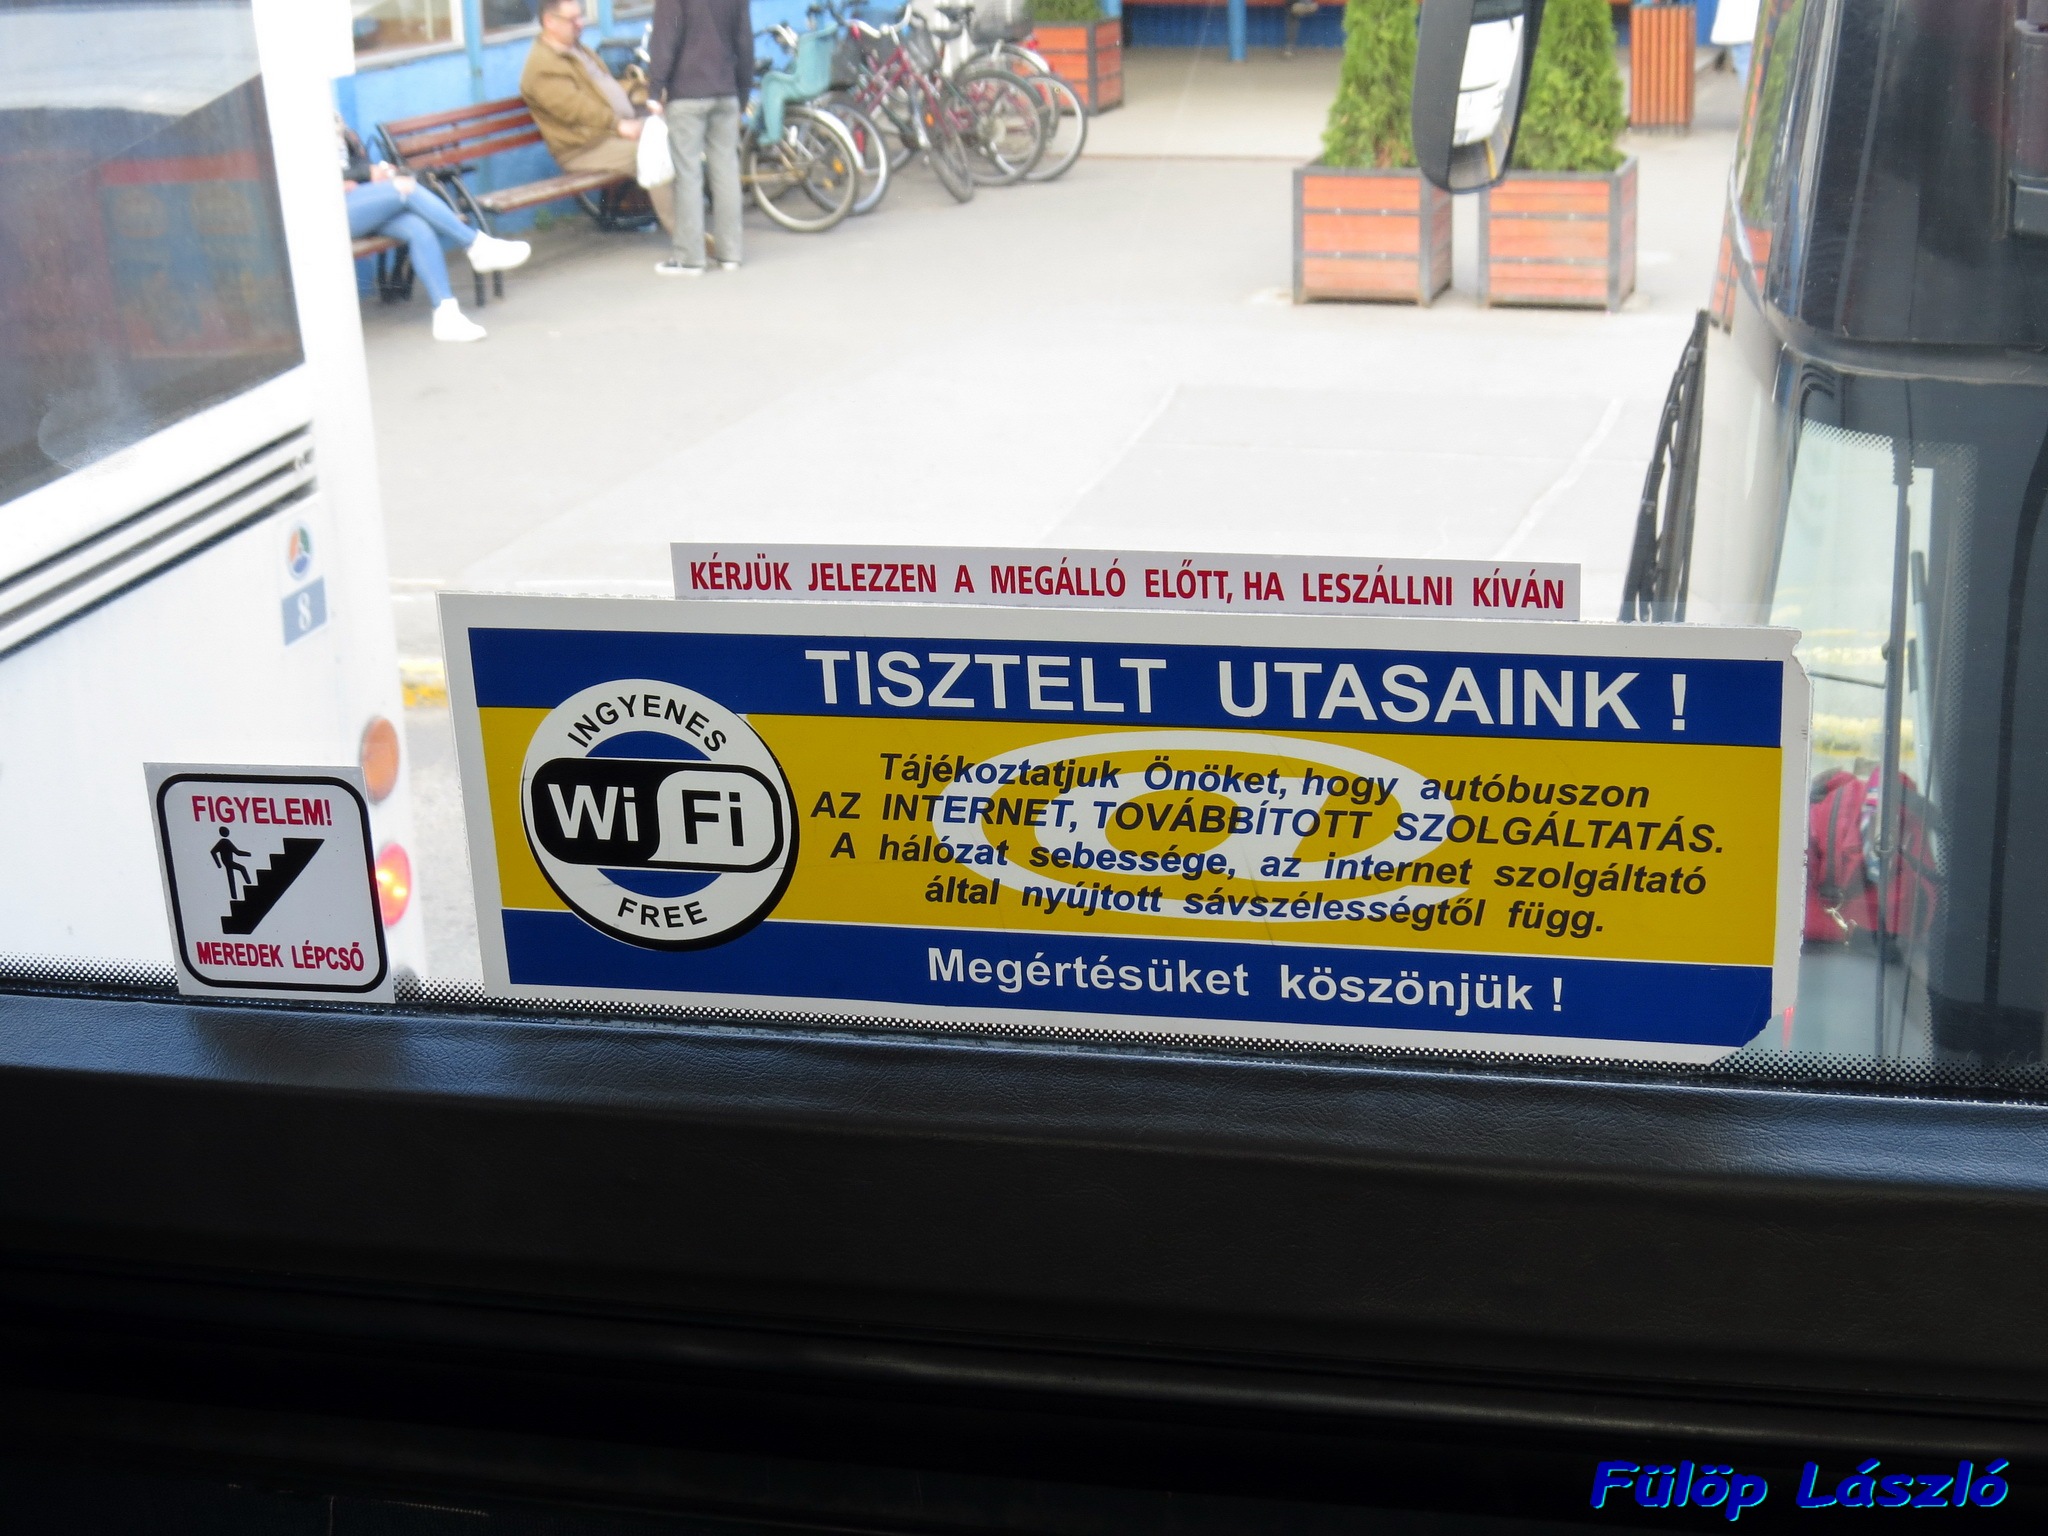 KÉRJÜK JELEZZEN A MEGÁLLÓ ELŐTT, HA LESZÁLLNI KÍVÁN
TISZTELT UTASAINK !
INGYENES
Wi Fi
FREE
Tájékoztatjuk Önöket, hogy autóbuszon
AZ INTERNET, TOVÁBBÍTOTT SZOLGÁLTATÁS.
A hálózat sebessége, az internet szolgáltató
által nyújtott sávszélességtől függ.
Megértésüket köszönjük !
FIGYELEM!
MEREDEK LÉPCSŐ
8
Fülöp László